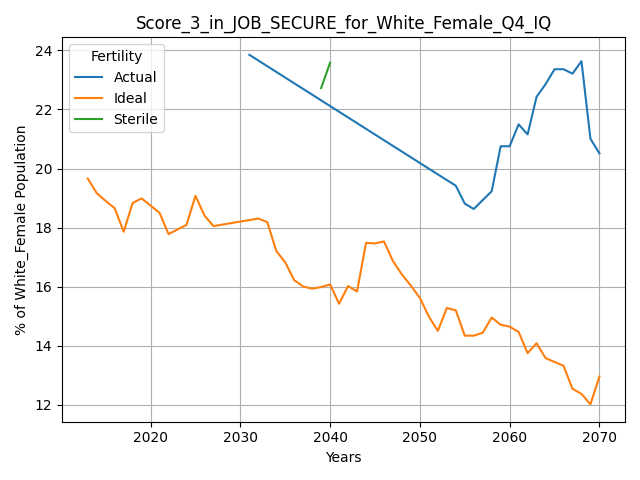 Score_3_in_JOB_SECURE_for_White_Female_Q4_IQ
Fertility
Actual
Ideal
Sterile
% of White_Female Population
24
22
20
18
16
14
12
2020 2030 2040 2050 2060 2070
Years